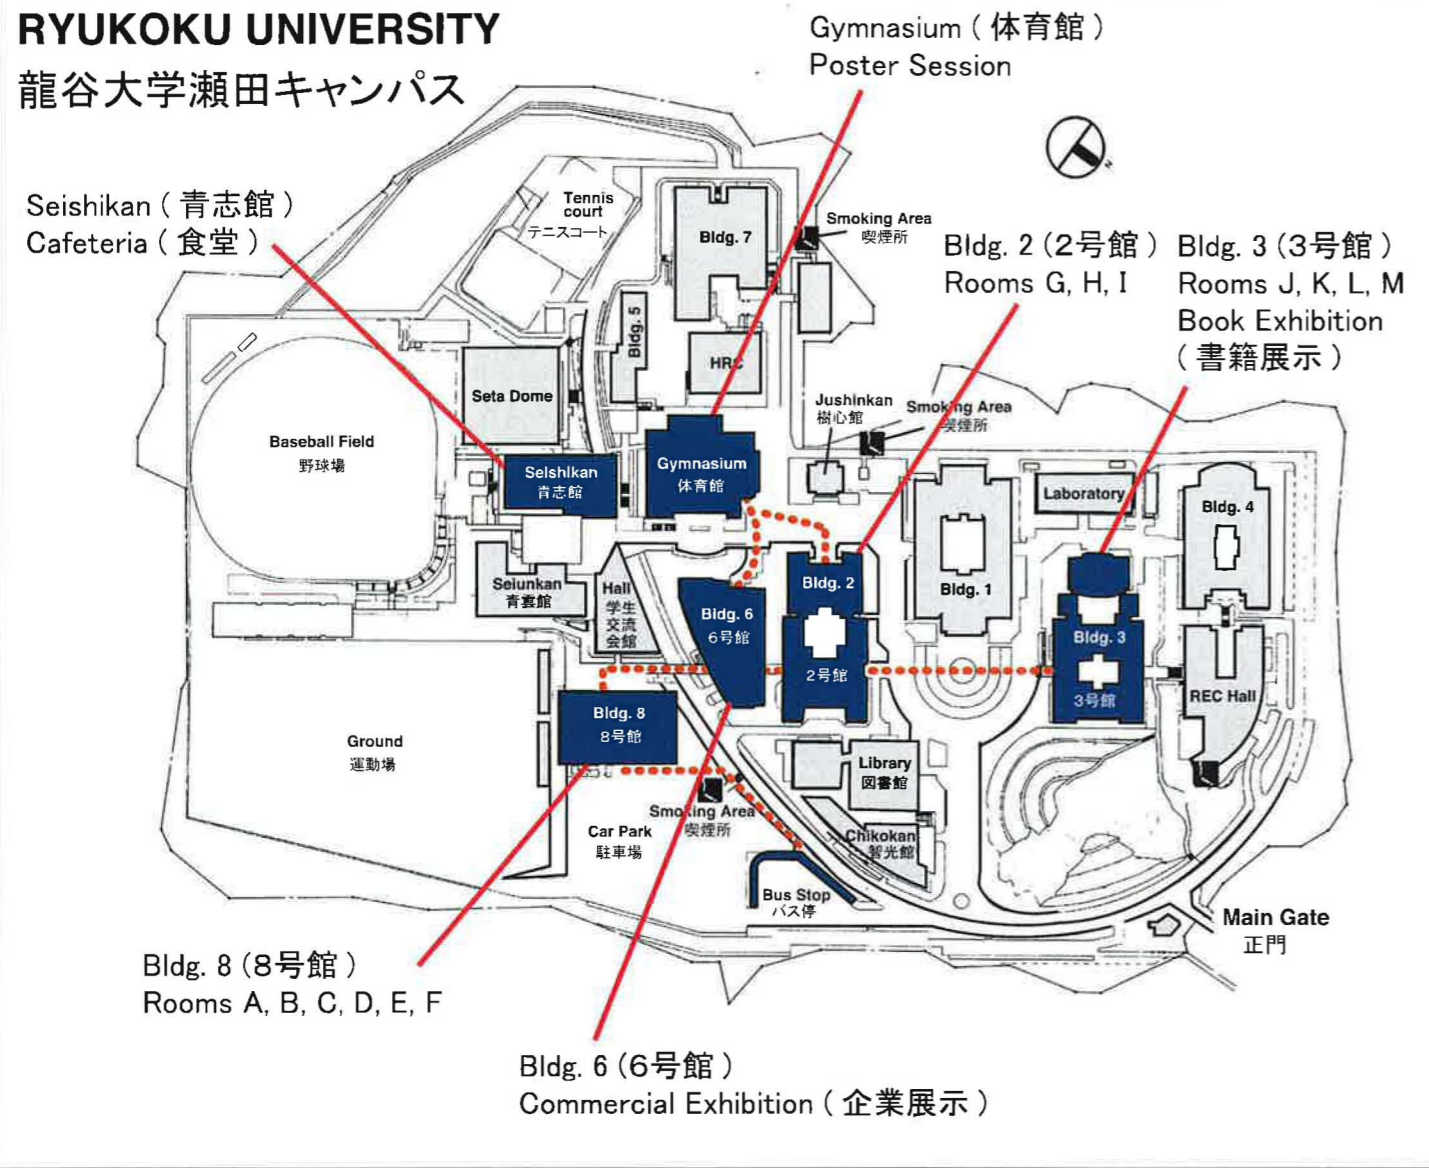 RYUKOKU UNIVERSITY
龍谷大学瀬田キャンパス
Gymnasium ( 体育館 )
Poster Session
N
Seishikan ( 青志館 )
Cafeteria ( 食堂 )
Tennis
court
テニスコート
Bldg. 7
Smoking Area
喫煙所
Bldg. 2 (2号館 )
Rooms G, H, I
Bldg. 3 (3号館 )
Rooms J, K, L, M
Book Exhibition
( 書籍展示 )
Bldg. 5
HRC
Seta Dome
Jushinkan
樹心館
Smoking Area
喫煙所
Baseball Field
野球場
Seishikan
青志館
Gymnasium
体育館
Laboratory
Bldg. 4
Seiunkan
青雲館
Hall
学生
交流
会館
Bldg. 6
6号館
Bldg. 2
2号館
Bldg. 1
Bldg. 3
3号館
REC Hall
Bldg. 8
8号館
Ground
運動場
Library
図書館
Smoking Area
喫煙所
Car Park
駐車場
Chikokan
智光館
Bus Stop
バス停
Main Gate
正門
Bldg. 8 (8号館 )
Rooms A, B, C, D, E, F
Bldg. 6 (6号館 )
Commercial Exhibition ( 企業展示 )